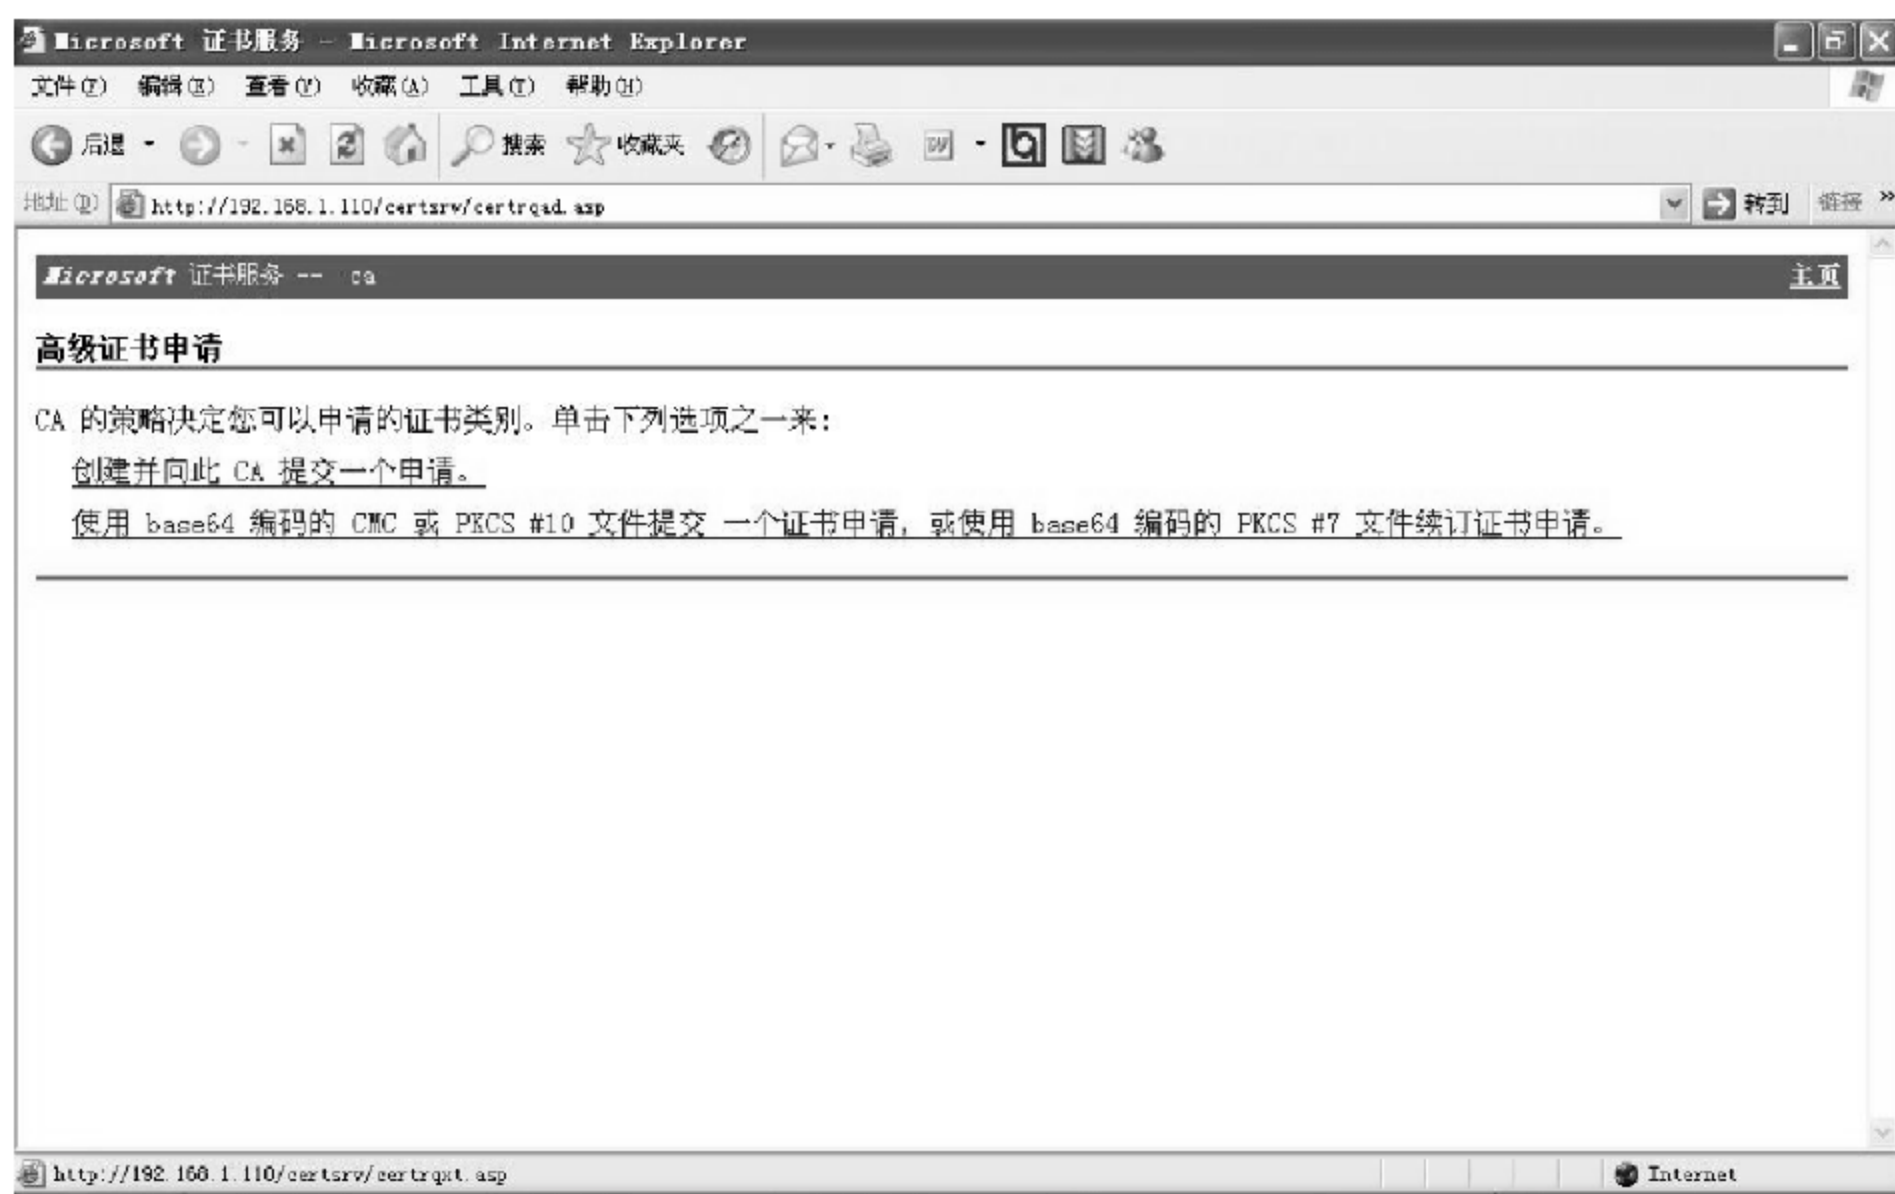 Microsoft 证书服务 - Microsoft Internet Explorer
文件(F) 编辑(E) 查看(V) 收藏(A) 工具(T) 帮助(H)
后退 搜索 收藏夹
地址(D) http://192.168.1.110/certsrv/certrqad.asp 转到 链接 »
Microsoft 证书服务 -- ca 主页
高级证书申请
CA 的策略决定您可以申请的证书类别。单击下列选项之一来:
创建并向此 CA 提交一个申请。
使用 base64 编码的 CMC 或 PKCS #10 文件提交 一个证书申请，或使用 base64 编码的 PKCS #7 文件续订证书申请。
http://192.168.1.110/certsrv/certrqxt.asp Internet